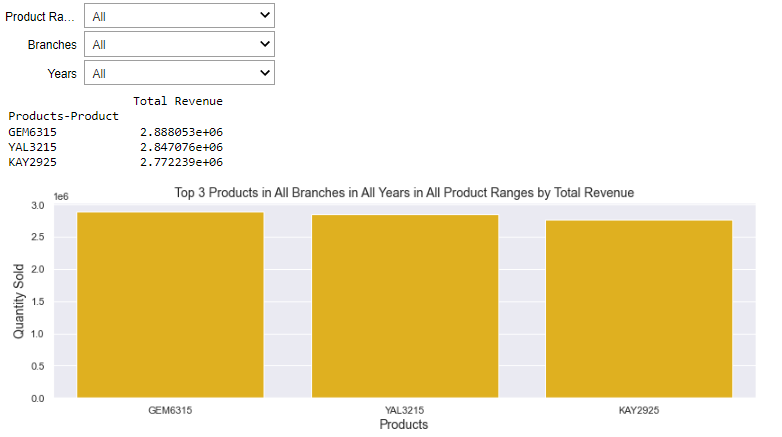 Product Ra... All
Branches All
Years All
Total Revenue
Products-Product
GEM6315 2.888053e+06
YAL3215 2.847076e+06
KAY2925 2.772239e+06
Top 3 Products in All Branches in All Years in All Product Ranges by Total Revenue
1e6
3.0
2.5
2.0
1.5
1.0
0.5
0.0
Quantity Sold
GEM6315 YAL3215 KAY2925
Products